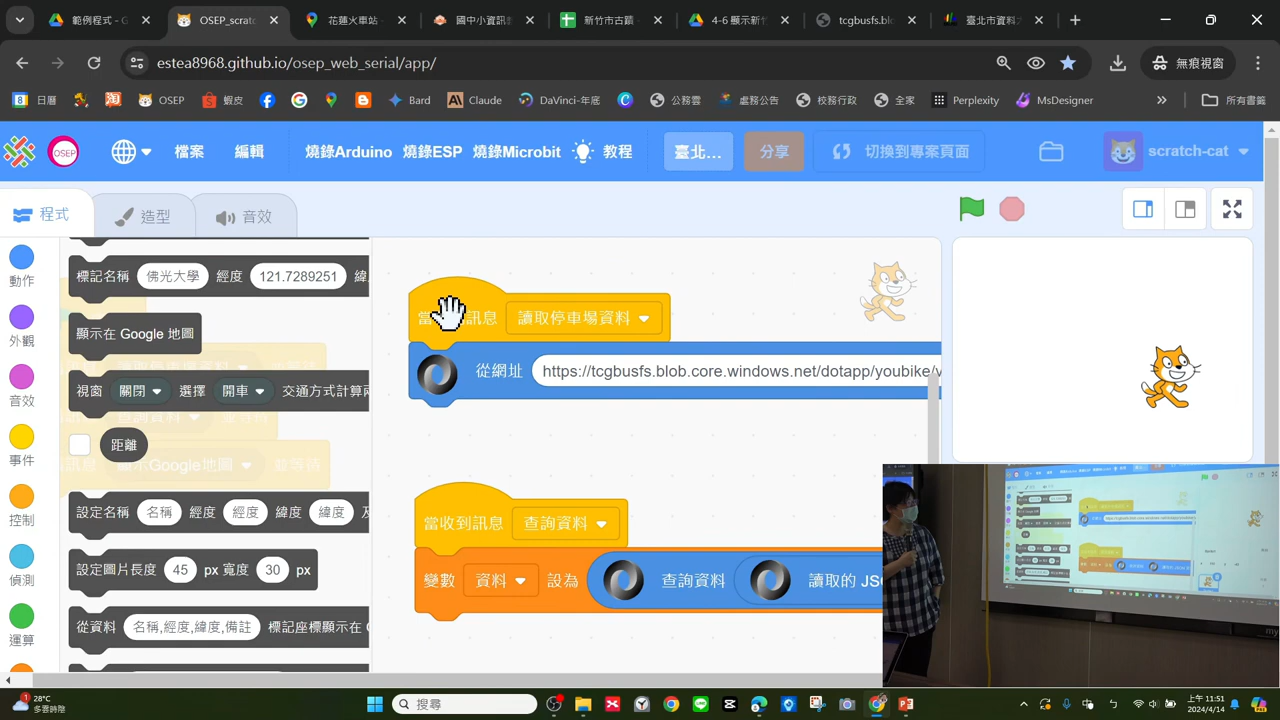 範例程式 - G
OSEP_scratc
花蓮火車站 -
國中小資訊設
新竹市古蹟 -
4-6 顯示新竹
tcgbusfs.blo
臺北市資料大
estea8968.github.io/osep_web_serial/app/
無痕視窗
日曆
淘
OSEP
蝦皮
Bard
Claude
DaVinci-年底
公務雲
處務公告
校務行政
全家
Perplexity
MsDesigner
所有書籤
OSEP
檔案
編輯
燒錄Arduino
燒錄ESP
燒錄Microbit
教程
臺北...
分享
切換到專案頁面
scratch-cat
程式
造型
音效
動作
外觀
音效
事件
控制
偵測
運算
標記名稱 佛光大學 經度 121.7289251 緯
顯示在 Google 地圖
視窗 關閉 選擇 開車 交通方式計算兩
距離
設定名稱 名稱 經度 經度 緯度 緯度 及
設定圖片長度 45 px 寬度 30 px
從資料 名稱,經度,緯度,備註 標記座標顯示在 G
讀取停車場資料
從網址 https://tcgbusfs.blob.core.windows.net/dotapp/youbike/v
當收到訊息 查詢資料
變數 資料 設為 查詢資料 讀取的 JSO
28°C
多雲時陰
搜尋
上午 11:51
2024/4/14